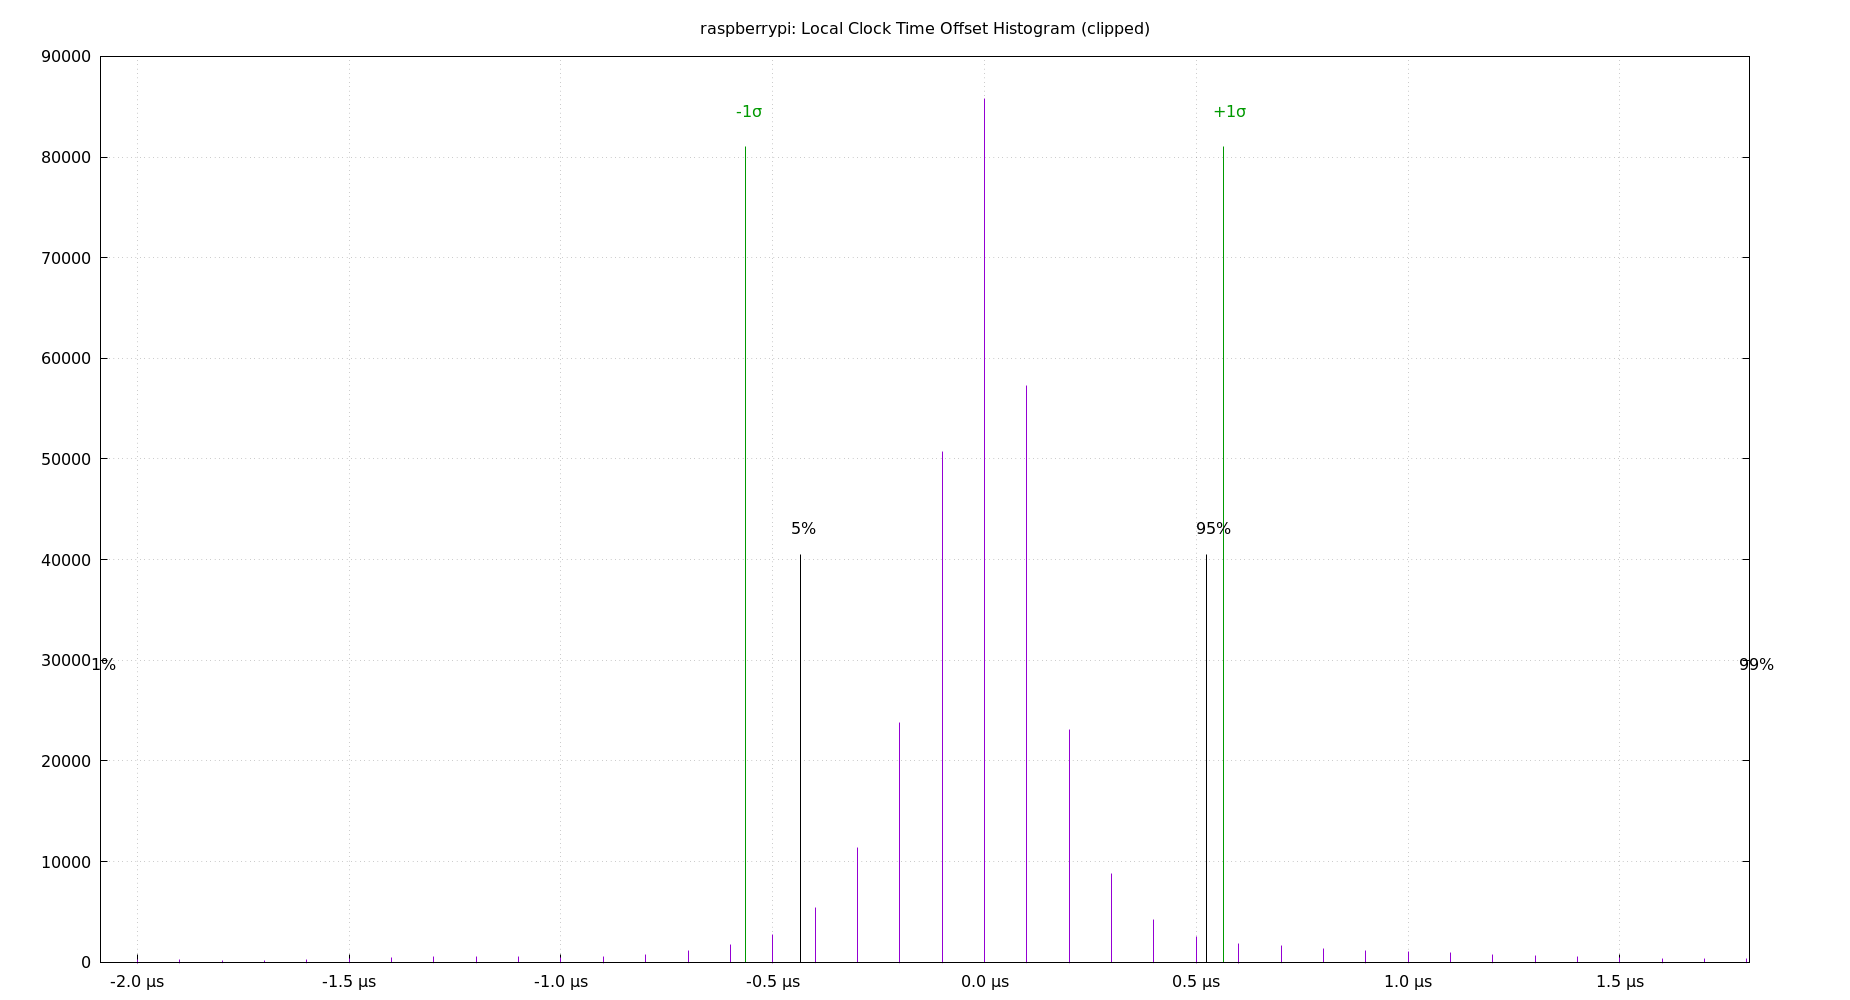 raspberrypi: Local Clock Time Offset Histogram (clipped)
90000
-1σ
+1σ
80000
70000
60000
50000
5%
95%
40000
30000
1%
99%
20000
10000
0
-2.0 µs
-1.5 µs
-1.0 µs
-0.5 µs
0.0 µs
0.5 µs
1.0 µs
1.5 µs